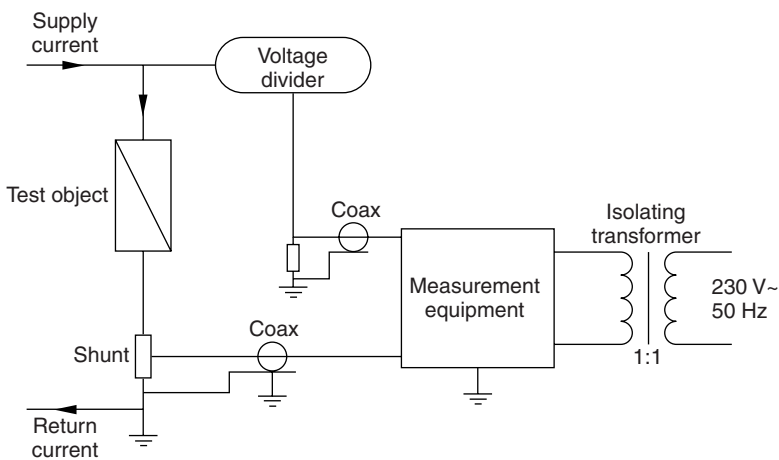 Supply
current
Voltage
divider
Test object
Coax
Isolating
transformer
Measurement
equipment
230 V~
50 Hz
Coax
Shunt
1:1
Return
current